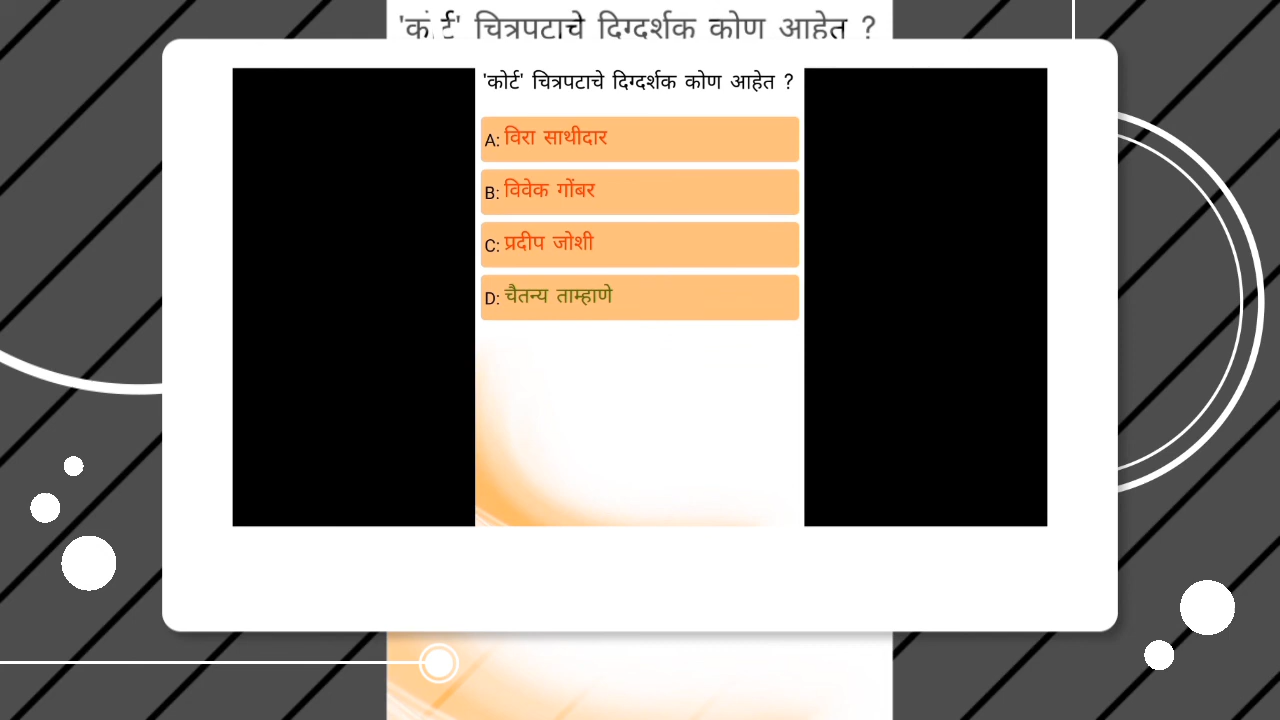 'कोर्ट' चित्रपटाचे दिग्दर्शक कोण आहेत ?
'कोर्ट' चित्रपटाचे दिग्दर्शक कोण आहेत ?
A: विरा साथीदार
B: विवेक गोंबर
C: प्रदीप जोशी
D: चैतन्य ताम्हाणे